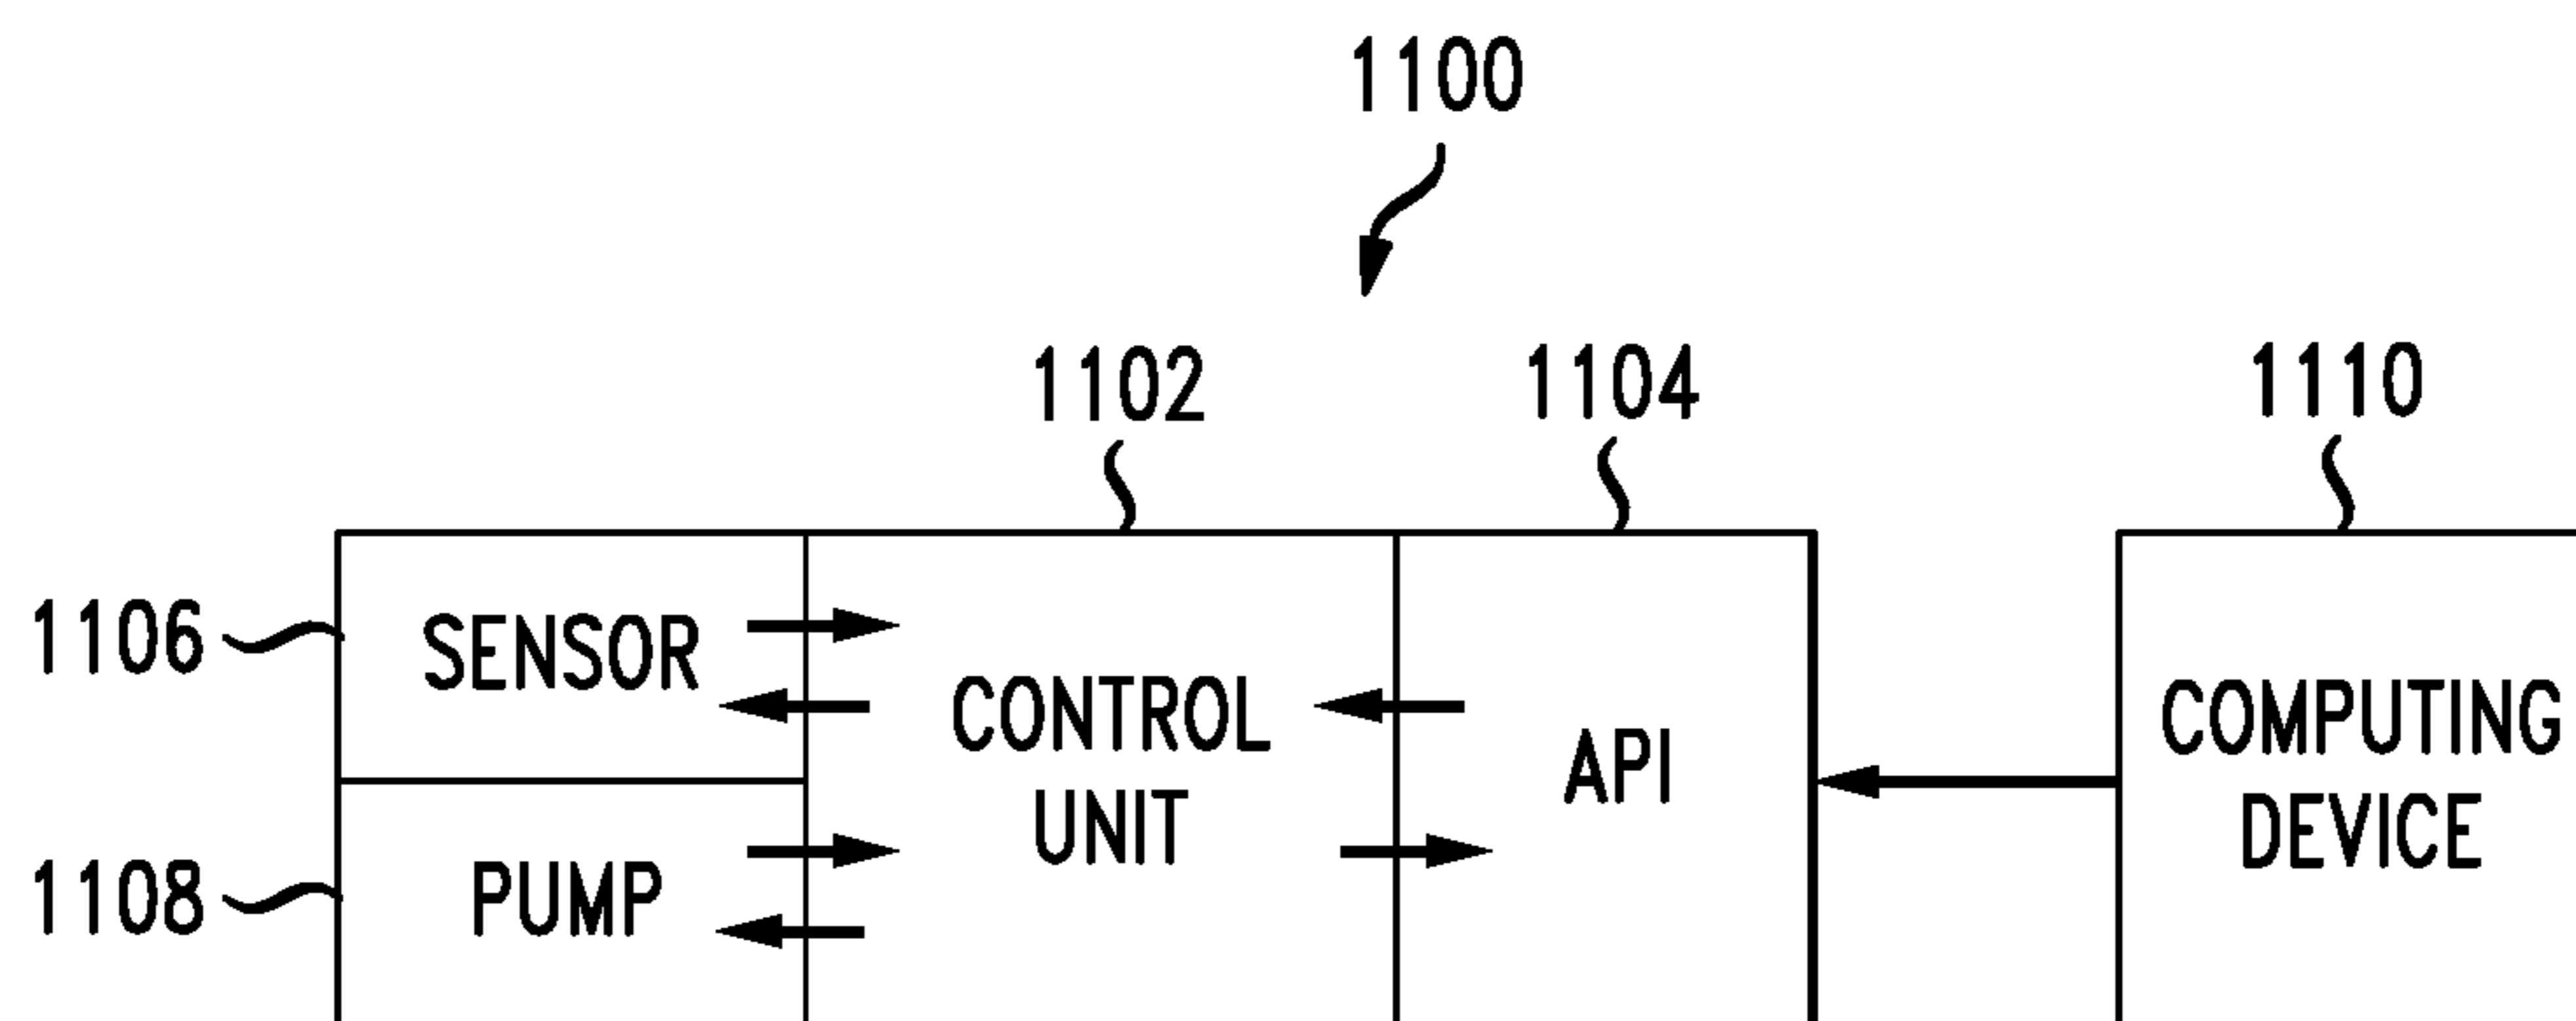 1100
1102
1104
1110
1106
SENSOR
CONTROL
UNIT
API
COMPUTING
DEVICE
1108
PUMP